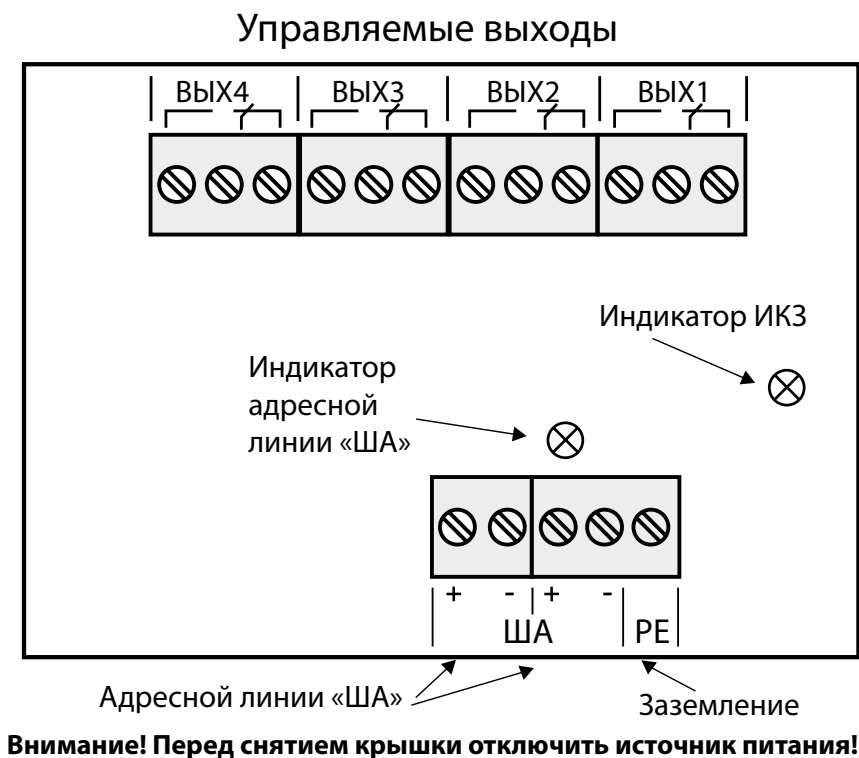 Управляемые выходы
ВЫХ4 ВЫХ3 ВЫХ2 ВЫХ1
Индикатор ИКЗ
Индикатор
адресной
линии «ША»
+ - + -
ША РЕ
Адресной линии «ША»
Заземление
Внимание! Перед снятием крышки отключить источник питания!